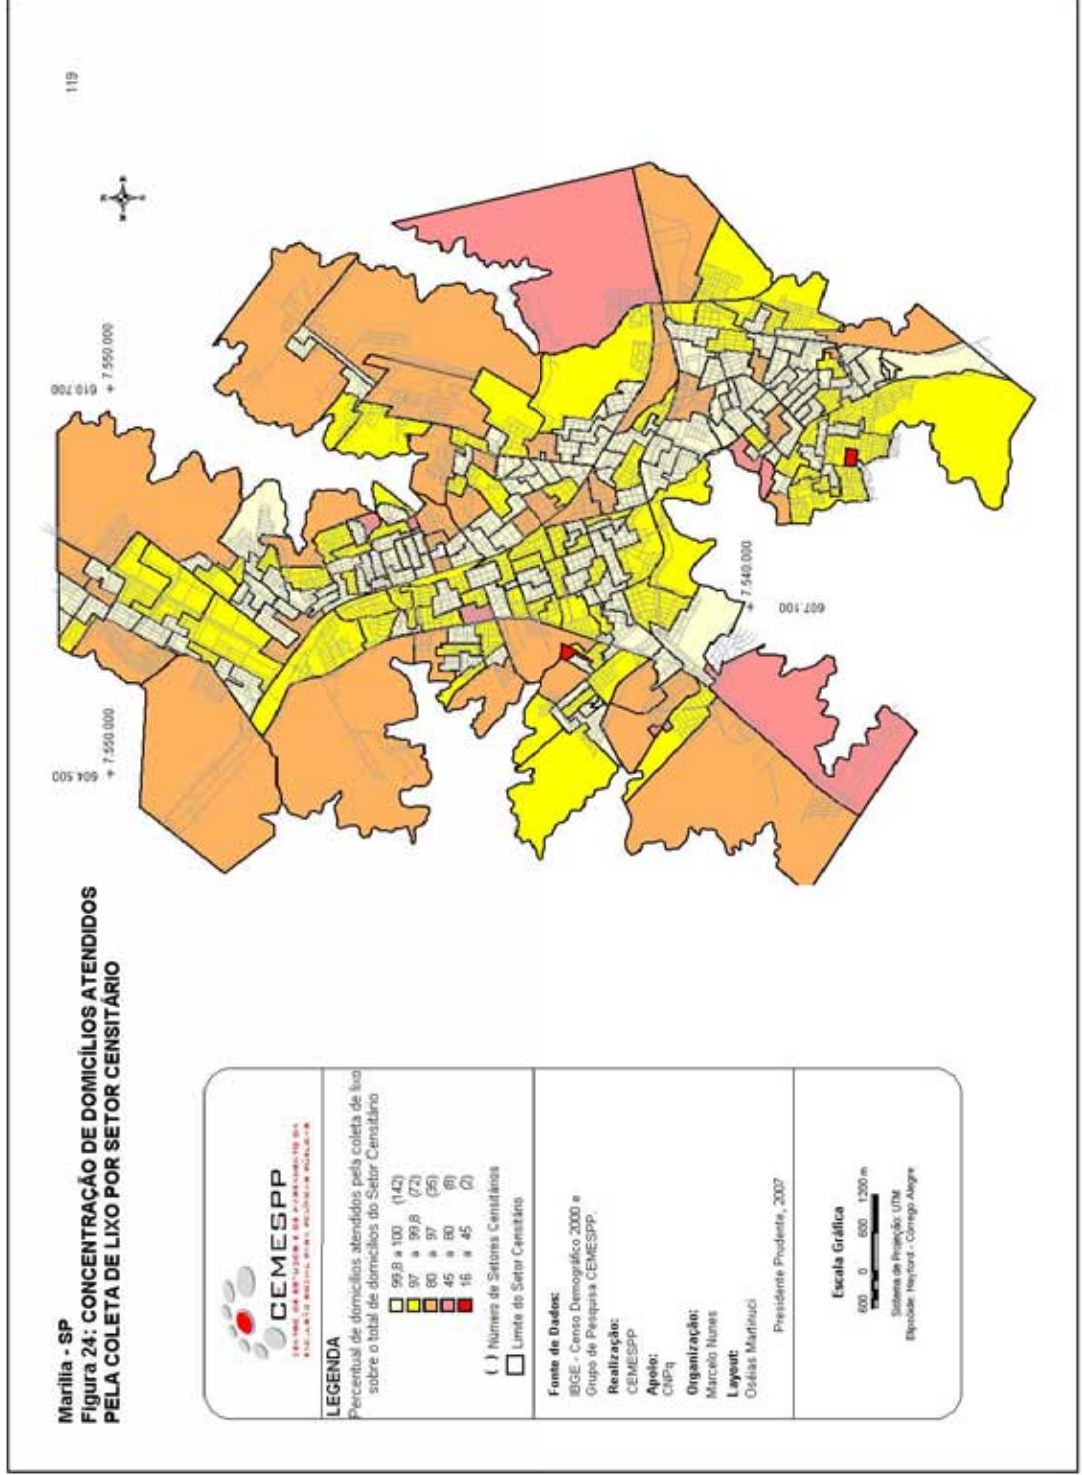 119
Marília - SP
Figura 24: CONCENTRAÇÃO DE DOMICÍLIOS ATENDIDOS
PELA COLETA DE LIXO POR SETOR CENSITÁRIO
604.500
+ 7.550.000
610.700
+ 7.550.000
+ 7.540.000
607.100
CEMESPP
LEGENDA
Percentual de domicílios atendidos pela coleta de lixo
sobre o total de domicílios do Setor Censitário
99,8 a 100 (142)
97 a 99,8 (72)
80 a 97 (35)
45 a 80 (8)
16 a 45 (2)
( ) Número de Setores Censitários
Limite do Setor Censitário
Fonte de Dados:
IBGE - Censo Demográfico 2000 e
Grupo de Pesquisa CEMESPP.
Realização:
CEMESPP
Apoio:
CNPq
Organização:
Marcelo Nunes
Layout:
Oséias Martinuci
Presidente Prudente, 2007
Escala Gráfica
600 0 600 1200 m
Sistema de Projeção: UTM
Elipsóide: Hayford - Córrego Alegre